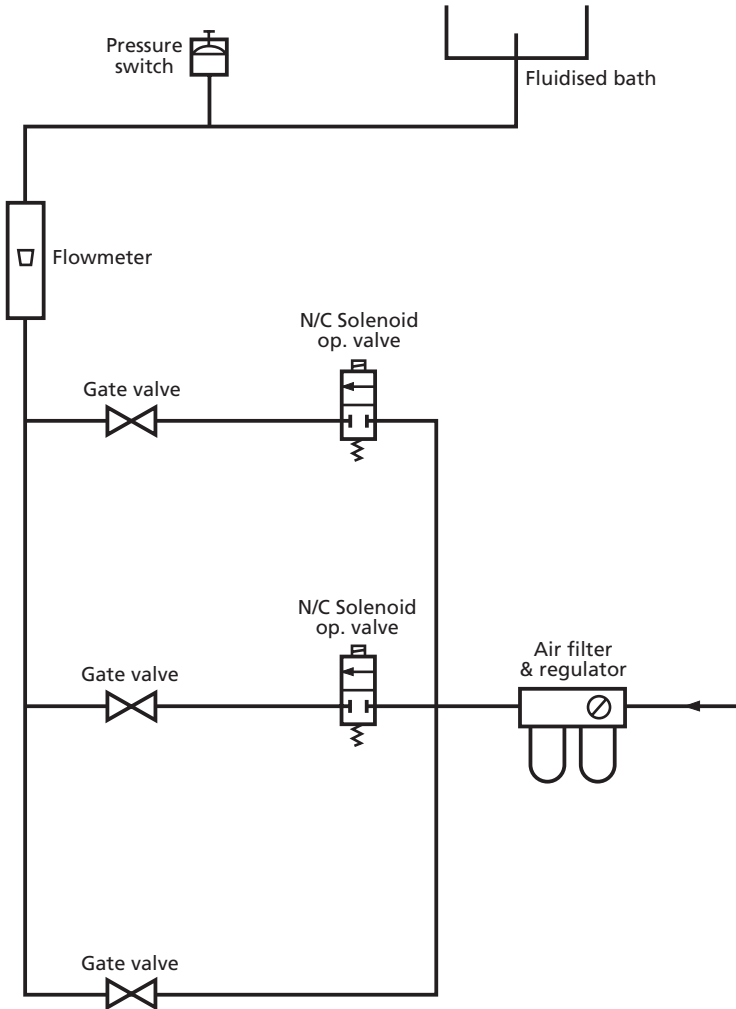 Pressure
switch
Fluidised bath
Flowmeter
N/C Solenoid
op. valve
Gate valve
N/C Solenoid
op. valve
Gate valve
Air filter
& regulator
Gate valve